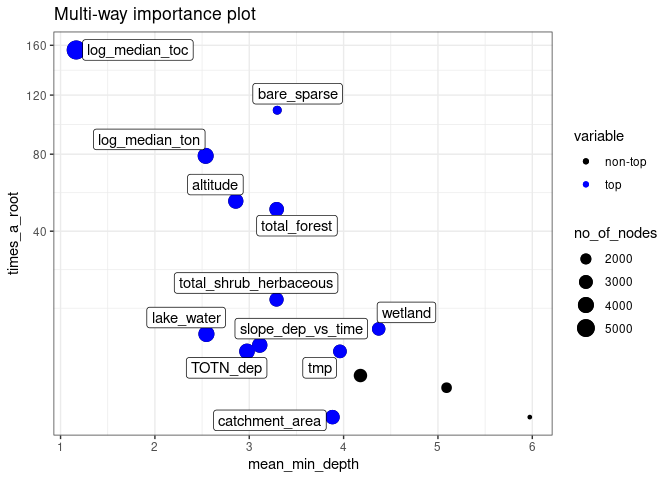 Multi-way importance plot
160
120
80
40
times_a_root
log_median_toc
bare_sparse
log_median_ton
altitude
total_forest
total_shrub_herbaceous
lake_water
wetland
slope_dep_vs_time
TOTN_dep
tmp
catchment_area
1 2 3 4 5 6
mean_min_depth
variable
non-top
top
no_of_nodes
2000
3000
4000
5000